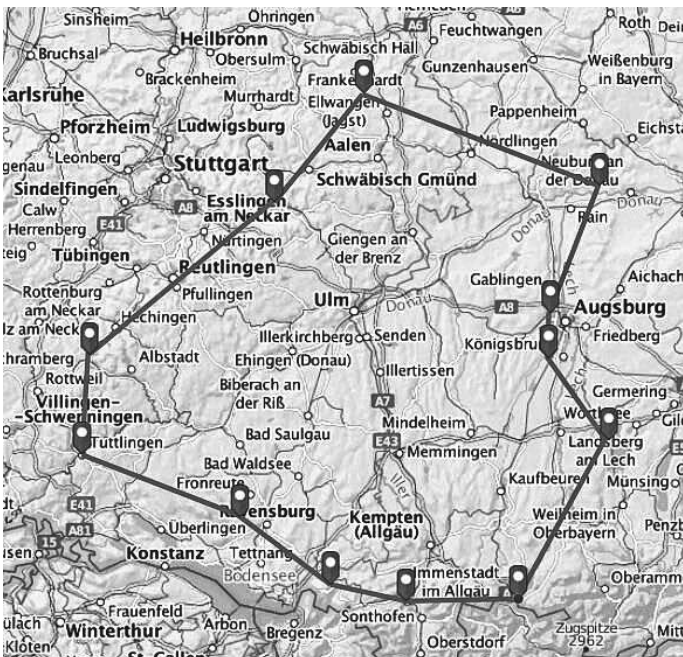 Sinsheim
Öhringen
A6
Feuchtwangen
Roth
Bruchsal
Heilbronn
Schwäbisch Hall
Obersulm
Gunzenhausen
Weißenburg
in Bayern
Brackenheim
Karlsruhe
Murrhardt
Ellwangen
(Jagst)
Pappenheim
Pforzheim
Ludwigsburg
Aalen
Nördlingen
Leonberg
Stuttgart
Schwäbisch Gmünd
Sindelfingen
Calw
A8
Esslingen
am Neckar
Rain
Donau
E41
Herrenberg
Nürtingen
Giengen an
der Brenz
Donau
Tübingen
Reutlingen
Gablingen
Aichach
Rottenburg
am Neckar
Pfullingen
Ulm
Donau
A8
Augsburg
Hechingen
Illerkirchberg
Senden
Friedberg
Albstadt
Ehingen (Donau)
Rottweil
Illertissen
Villingen-
-Schwenningen
Biberach an
der Riß
A7
Germering
Tuttlingen
Bad Saulgau
E43
Mindelheim
Landsberg
am Lech
Bad Waldsee
Memmingen
Fronreute
Iller
Kaufbeuren
Münsing
E41
A81
Überlingen
Kempten
(Allgäu)
Weilheim in
Oberbayern
15
Konstanz
Tettnang
Bodensee
Immenstadt
im Allgäu
Frauenfeld
Sonthofen
Winterthur
Arbon
Bregenz
Zugspitze
2962
Oberstdorf
Kloten